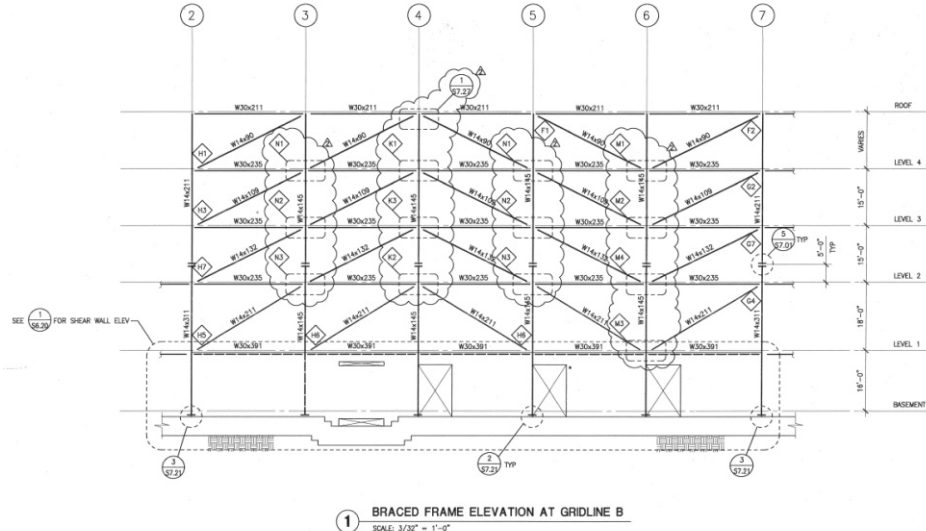 2 3 4 5 6 7
1
S7.27
2
W30x211 W30x211 W30x211 W30x211 W30x211 ROOF
F1 F2
W14x90 W14x90 W14x90 W14x90 W14x90
H1 N1 K1 N1 M1
2 2 2
VARIES
W30x235 W30x235 W30x235 W30x235 W30x235 LEVEL 4
W14x211 W14x145 W14x145 W14x145 W14x211
W14x109 W14x109 W14x109 W14x109
H3 N2 K3 N2 M2 G2
15'-0"
W30x235 W30x235 W30x235 W30x235 W30x235 LEVEL 3
5
S7.01
TYP
W14x132 W14x132 W14x132 W14x132
H7 N3 K2 N3 M4 G7
5'-0"
TYP
15'-0"
W30x235 W30x235 W30x235 W30x235 W30x235 LEVEL 2
W14x311 W14x145 W14x145 W14x145 W14x145 W14x311
W14x211 W14x211 W14x211 W14x211 W14x211
H5 H6 H6 M3 G4
18'-0"
SEE 1 FOR SHEAR WALL ELEV
S6.20
W30x391 W30x391 W30x391 W30x391 W30x391 LEVEL 1
BASEMENT
3
S7.21
2
S7.21
TYP
3
S7.21
1 BRACED FRAME ELEVATION AT GRIDLINE B
SCALE: 3/32" = 1'-0"